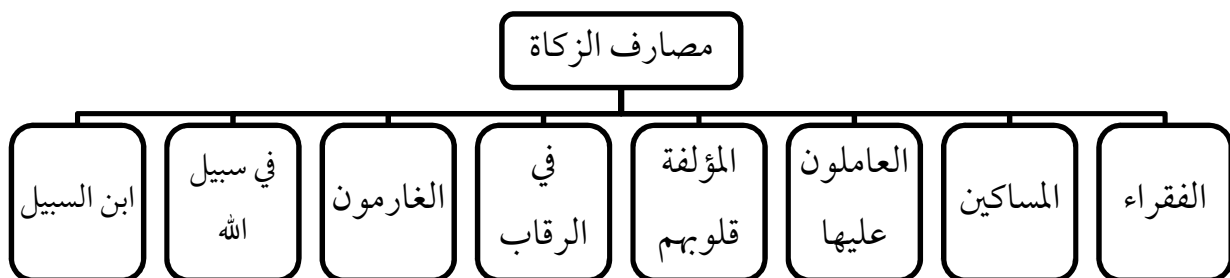 مصارف الزكاة
الفقراء
المساكين
العاملون
عليها
المؤلفة
قلوبهم
في
الرقاب
الغارمون
في سبيل
الله
ابن السبيل